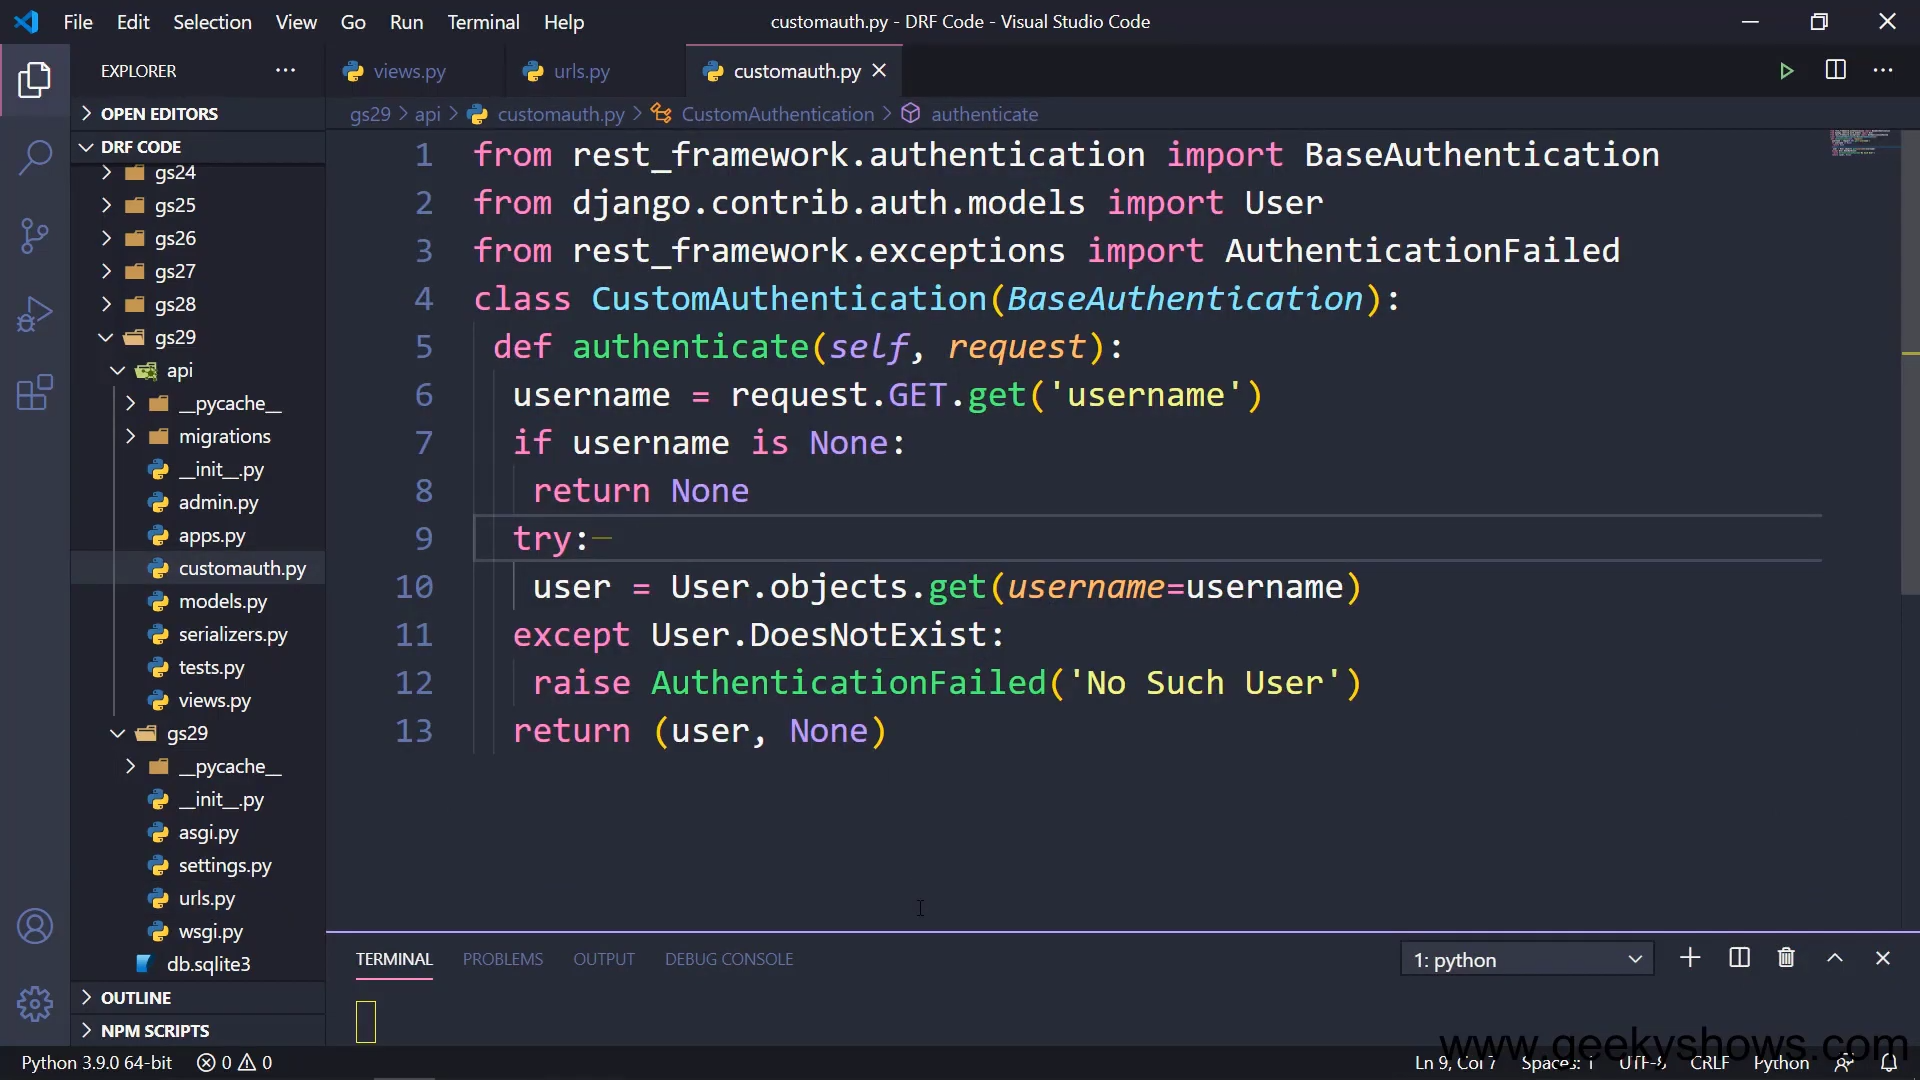 File Edit Selection View Go Run Terminal Help
customauth.py - DRF Code - Visual Studio Code
EXPLORER
views.py
urls.py
customauth.py
OPEN EDITORS
gs29 > api > customauth.py > CustomAuthentication > authenticate
DRF CODE
gs24
gs25
gs26
gs27
gs28
gs29
api
__pycache__
migrations
__init__.py
admin.py
apps.py
customauth.py
models.py
serializers.py
tests.py
views.py
gs29
__pycache__
__init__.py
asgi.py
settings.py
urls.py
wsgi.py
db.sqlite3
OUTLINE
NPM SCRIPTS
1 from rest_framework.authentication import BaseAuthentication
2 from django.contrib.auth.models import User
3 from rest_framework.exceptions import AuthenticationFailed
4 class CustomAuthentication(BaseAuthentication):
5 def authenticate(self, request):
6 username = request.GET.get('username')
7 if username is None:
8 return None
9 try:
10 user = User.objects.get(username=username)
11 except User.DoesNotExist:
12 raise AuthenticationFailed('No Such User')
13 return (user, None)
TERMINAL PROBLEMS OUTPUT DEBUG CONSOLE
1: python
www.geekyshows.com
Python 3.9.0 64-bit 0 0
Ln 9, Col 7 Spaces: 1 UTF-8 CRLF Python